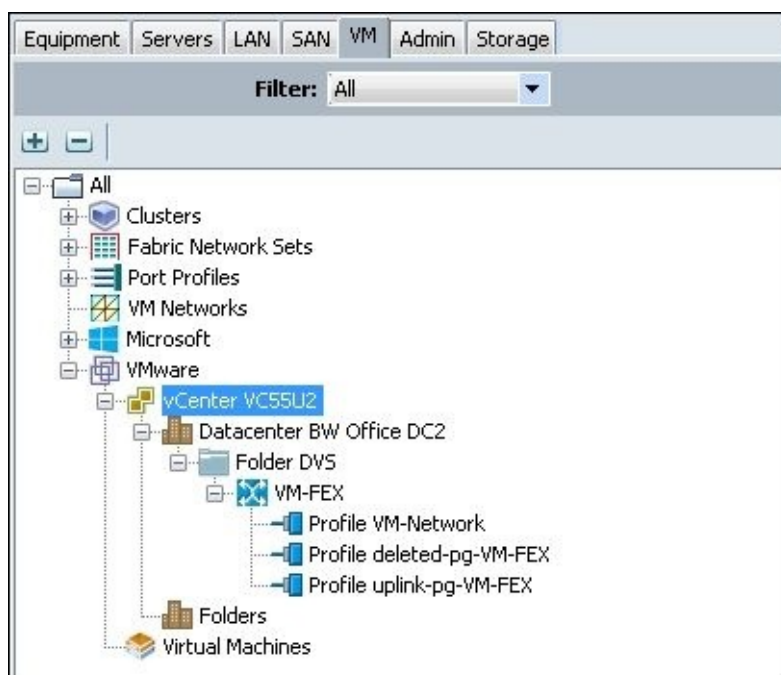 Equipment Servers LAN SAN VM Admin Storage
Filter: All
All
Clusters
Fabric Network Sets
Port Profiles
VM Networks
Microsoft
VMware
vCenter VC55U2
Datacenter BW Office DC2
Folder DVS
VM-FEX
Profile VM-Network
Profile deleted-pg-VM-FEX
Profile uplink-pg-VM-FEX
Folders
Virtual Machines